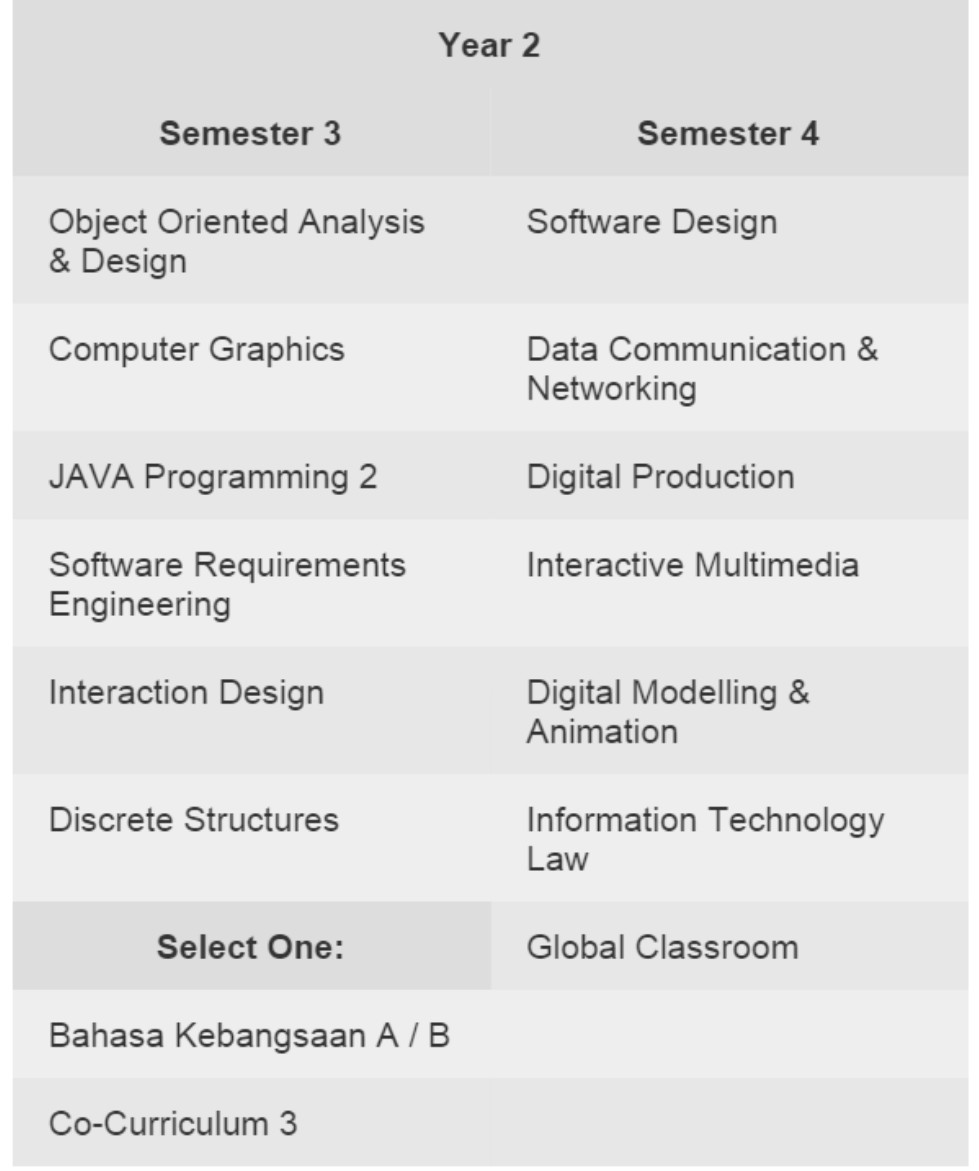 Year 2
Semester 3
Semester 4
Object Oriented Analysis
& Design
Software Design
Computer Graphics
Data Communication &
Networking
JAVA Programming 2
Digital Production
Software Requirements
Engineering
Interactive Multimedia
Interaction Design
Digital Modelling &
Animation
Discrete Structures
Information Technology
Law
Select One:
Global Classroom
Bahasa Kebangsaan A / B
Co-Curriculum 3